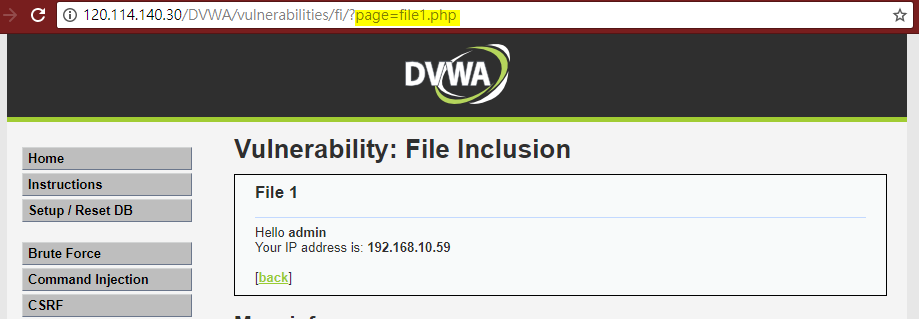 120.114.140.30/DVWA/vulnerabilities/fi/?page=file1.php
DVWA
Home
Instructions
Setup / Reset DB
Brute Force
Command Injection
CSRF
Vulnerability: File Inclusion
File 1
Hello admin
Your IP address is: 192.168.10.59
[back]